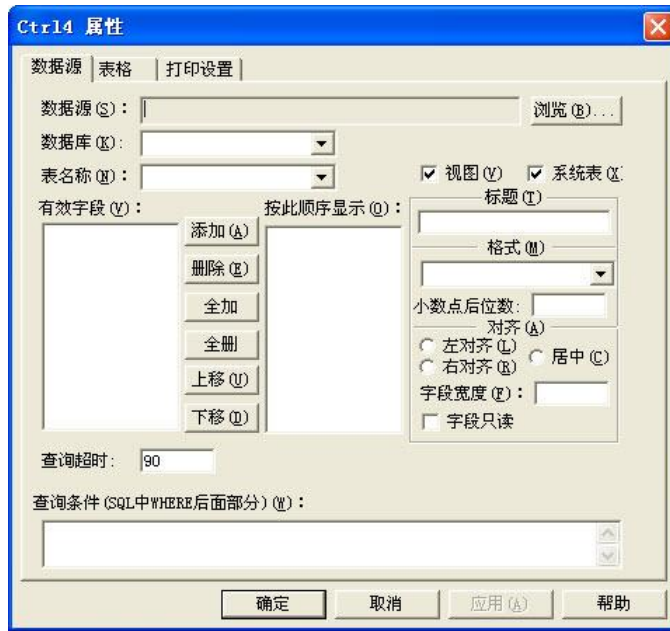 Ctrl4 属性
数据源 表格 打印设置
数据源(S): 浏览(B)...
数据库(K):
表名称(N): 视图(V) 系统表(X
有效字段(V): 按此顺序显示(O): 标题(T)
添加(A)
删除(E) 格式(M)
全加 小数点后位数:
全删 对齐(A)
左对齐(L) 居中(C)
右对齐(R)
上移(U) 字段宽度(F):
下移(D) 字段只读
查询超时: 90
查询条件(SQL中WHERE后面部分)(W):
确定 取消 应用(A) 帮助